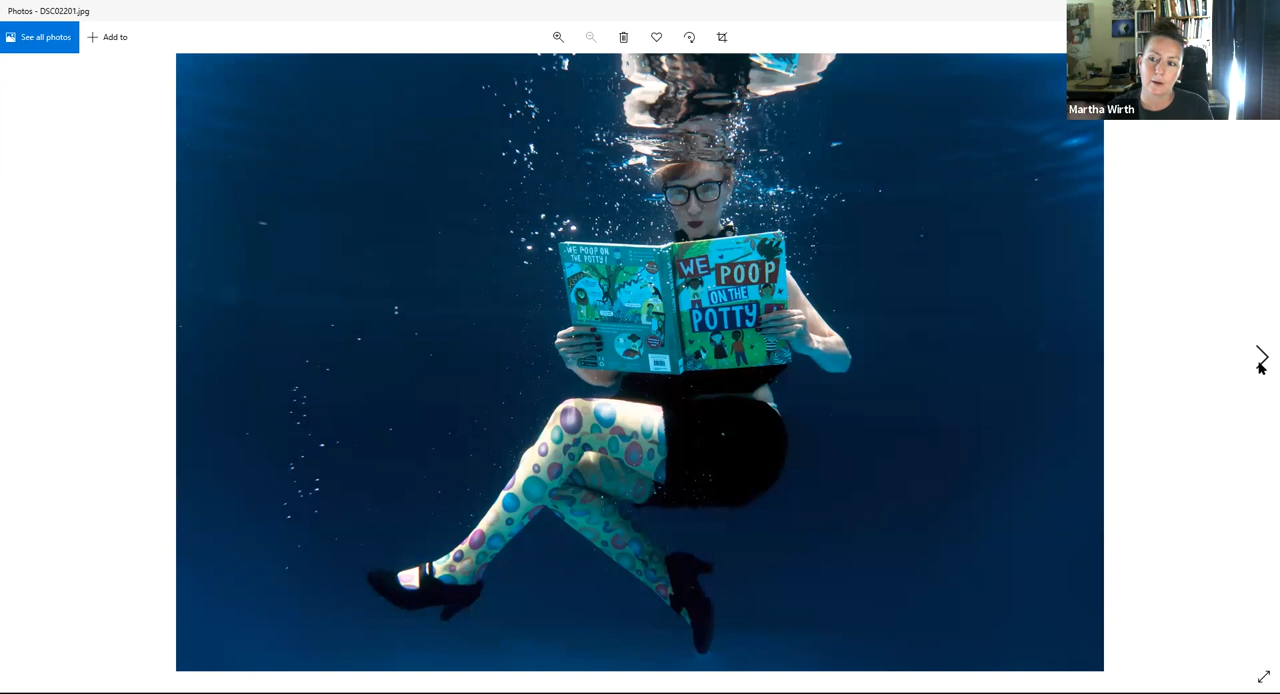 Photos - DSC02201.jpg
See all photos
Add to
Martha Wirth
WE POOP ON
THE POTTY!
WE
POOP
ON THE
POTTY